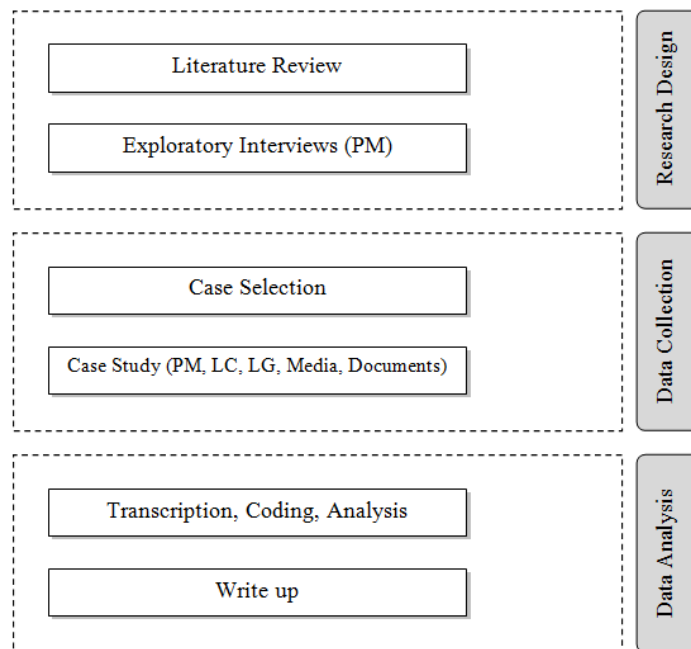 Literature Review
Exploratory Interviews (PM)
Research Design
Case Selection
Case Study (PM, LC, LG, Media, Documents)
Data Collection
Transcription, Coding, Analysis
Write up
Data Analysis